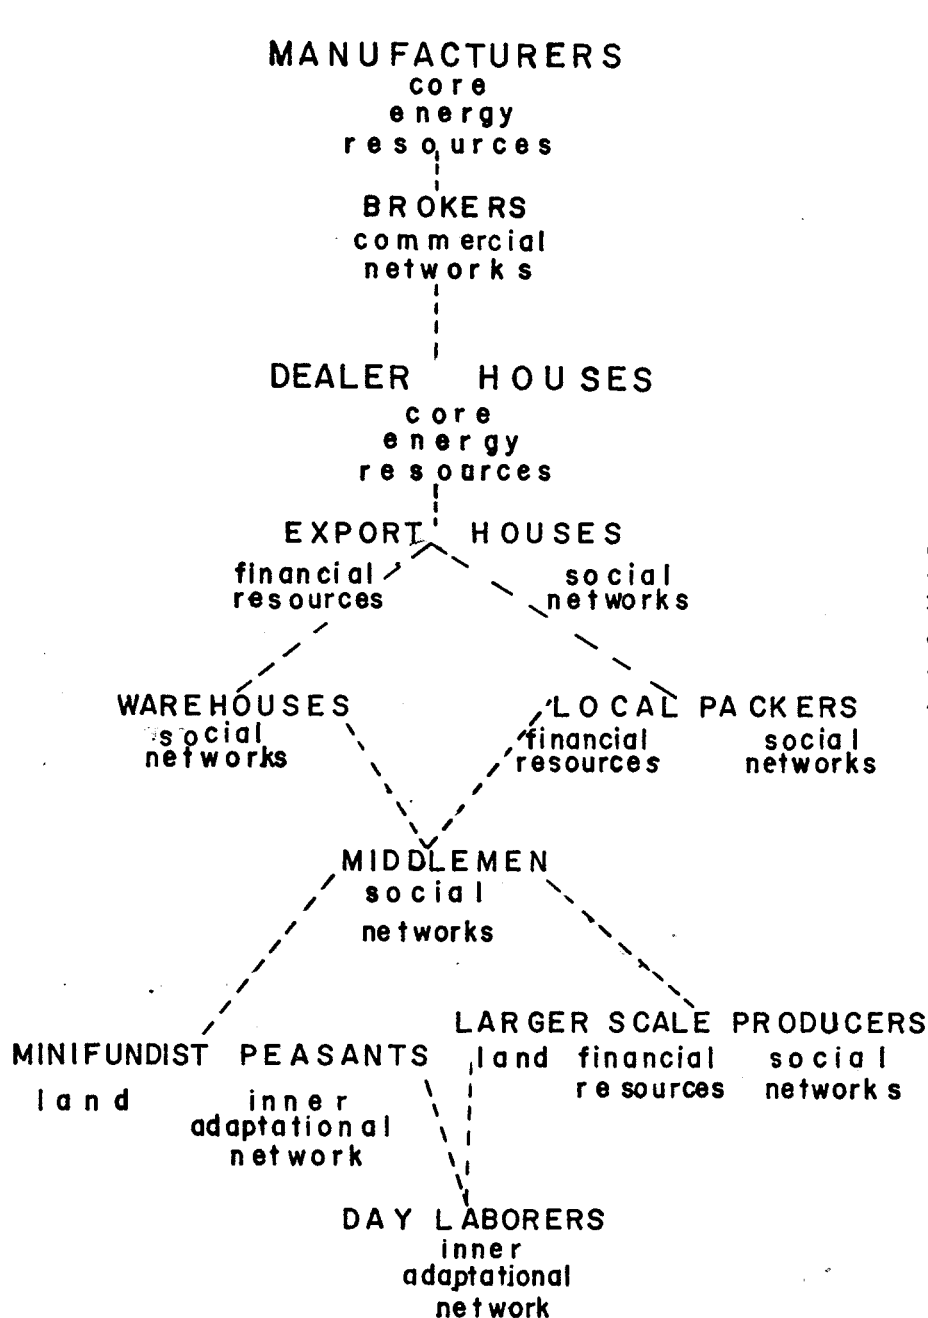 MANUFACTURERS
core
energy
resources
BROKERS
commercial
networks
DEALER HOUSES
core
energy
resources
EXPORT HOUSES
financial
resources
social
networks
WAREHOUSES
social
networks
LOCAL PACKERS
financial
resources
social
networks
MIDDLEMEN
social
networks
LARGER SCALE PRODUCERS
land financial social
resources networks
MINIFUNDIST PEASANTS
land
inner
adaptational
network
DAY LABORERS
inner
adaptational
network